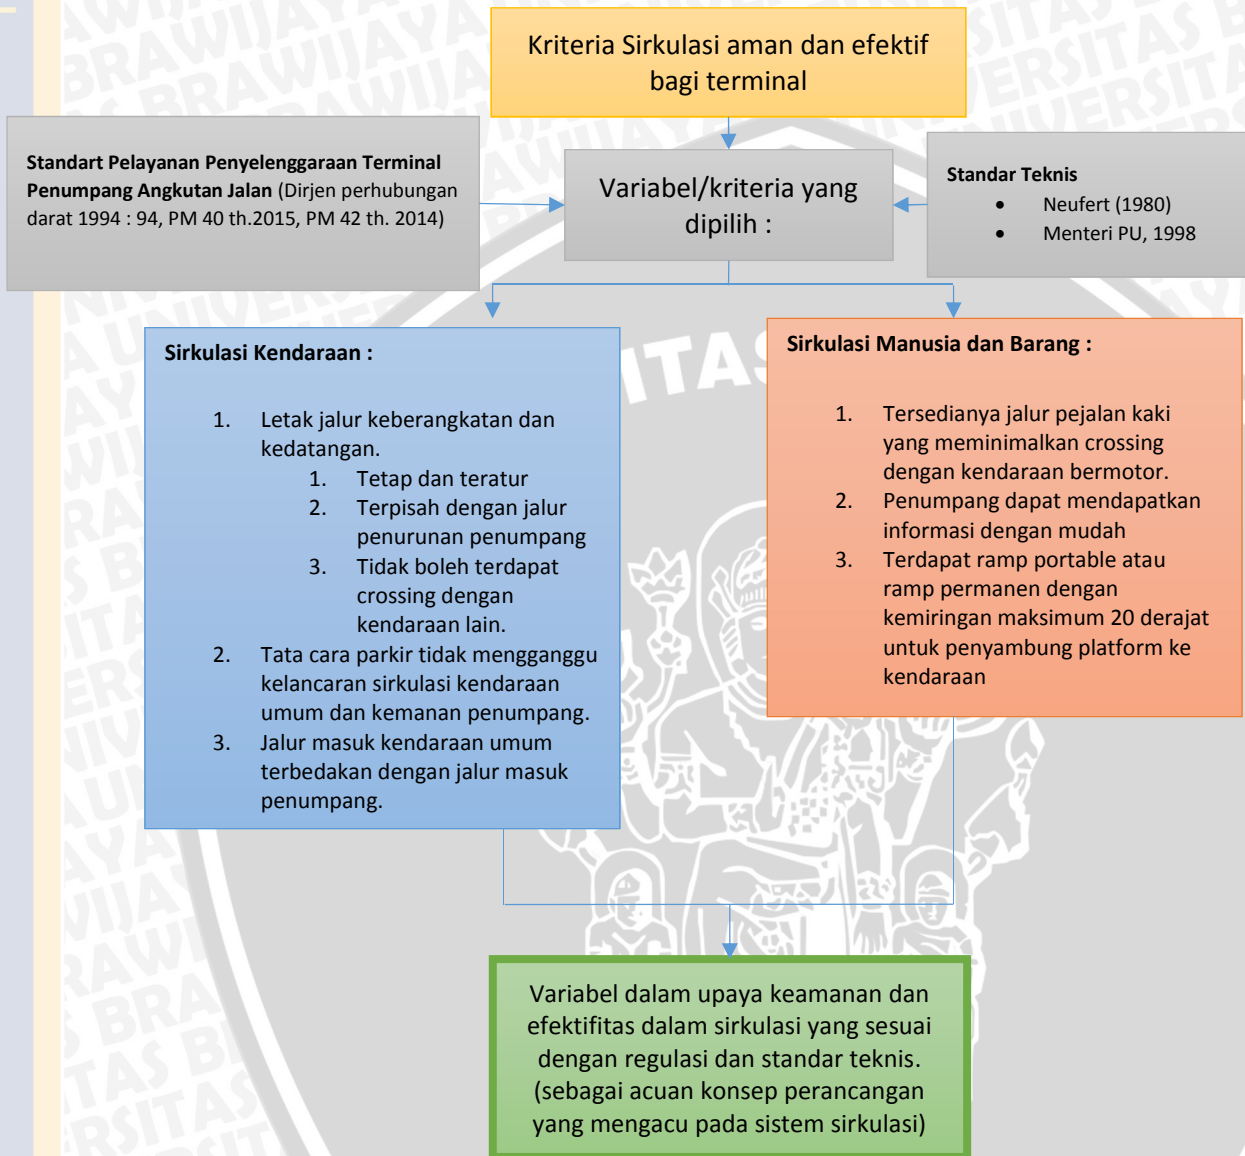 Kriteria Sirkulasi aman dan efektif
bagi terminal
Standart Pelayanan Penyelenggaraan Terminal
Penumpang Angkutan Jalan (Dirjen perhubungan
darat 1994 : 94, PM 40 th.2015, PM 42 th. 2014)
Variabel/kriteria yang
dipilih :
Standar Teknis
• Neufert (1980)
• Menteri PU, 1998
Sirkulasi Kendaraan :
1. Letak jalur keberangkatan dan
kedatangan.
1. Tetap dan teratur
2. Terpisah dengan jalur
penurunan penumpang
3. Tidak boleh terdapat
crossing dengan
kendaraan lain.
2. Tata cara parkir tidak mengganggu
kelancaran sirkulasi kendaraan
umum dan kemanan penumpang.
3. Jalur masuk kendaraan umum
terbedakan dengan jalur masuk
penumpang.
Sirkulasi Manusia dan Barang :
1. Tersedianya jalur pejalan kaki
yang meminimalkan crossing
dengan kendaraan bermotor.
2. Penumpang dapat mendapatkan
informasi dengan mudah
3. Terdapat ramp portable atau
ramp permanen dengan
kemiringan maksimum 20 derajat
untuk penyambung platform ke
kendaraan
Variabel dalam upaya keamanan dan
efektifitas dalam sirkulasi yang sesuai
dengan regulasi dan standar teknis.
(sebagai acuan konsep perancangan
yang mengacu pada sistem sirkulasi)